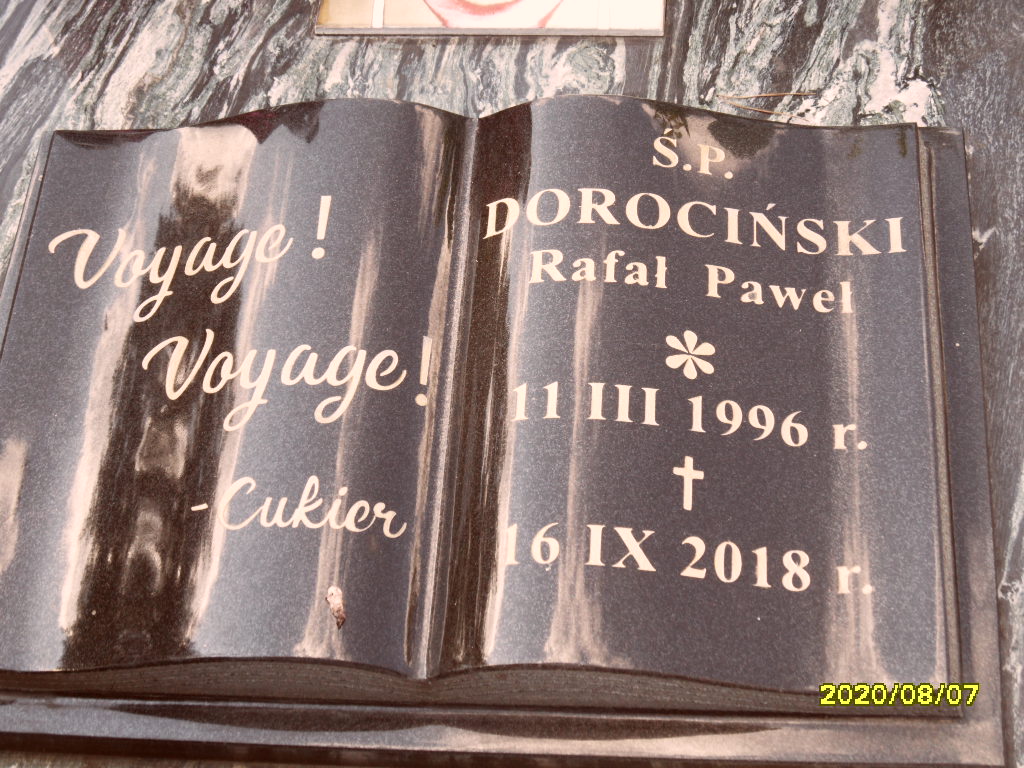 Voyage!
Voyage!
-Cukier
Ś.P.
DOROCIŃSKI
Rafał Paweł
11 III 1996 r.
16 IX 2018 r.
2020/08/07